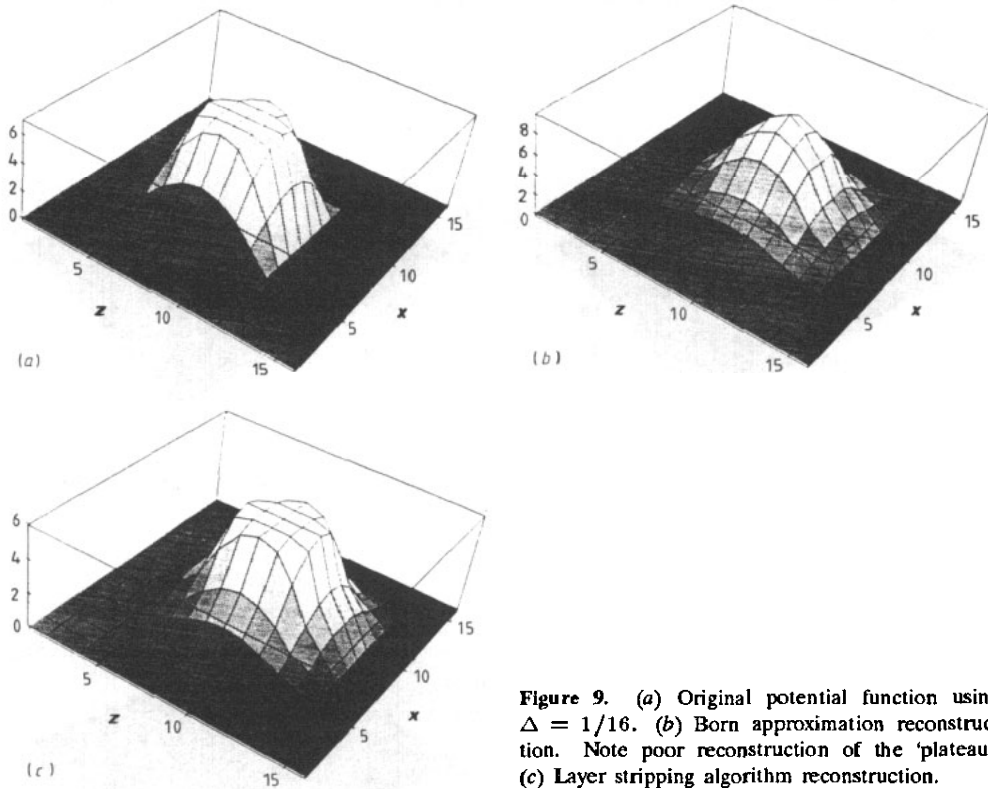 6
4
2
0
5
10
15
z
5
10
15
x
(a)
8
6
4
2
0
5
10
15
z
5
10
15
x
(b)
6
4
2
0
5
10
15
z
5
10
15
x
(c)
Figure 9. (a) Original potential function usin
Δ = 1/16. (b) Born approximation reconstruc
tion. Note poor reconstruction of the 'plateau
(c) Layer stripping algorithm reconstruction.